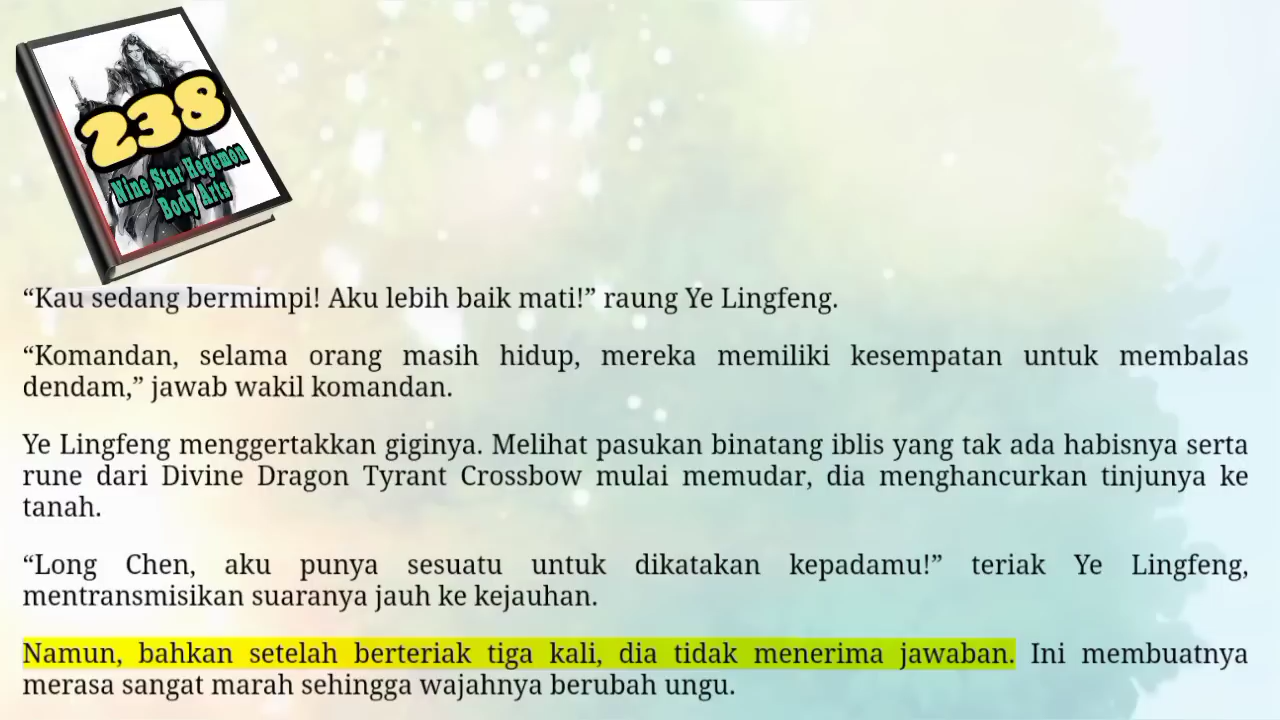 238
Nine Star Hegemon
Body Arts
“Kau sedang bermimpi! Aku lebih baik mati!” raung Ye Lingfeng.
“Komandan, selama orang masih hidup, mereka memiliki kesempatan untuk membalas
dendam,” jawab wakil komandan.
Ye Lingfeng menggertakkan giginya. Melihat pasukan binatang iblis yang tak ada habisnya serta
rune dari Divine Dragon Tyrant Crossbow mulai memudar, dia menghancurkan tinjunya ke
tanah.
“Long Chen, aku punya sesuatu untuk dikatakan kepadamu!” teriak Ye Lingfeng,
mentransmisikan suaranya jauh ke kejauhan.
Namun, bahkan setelah berteriak tiga kali, dia tidak menerima jawaban. Ini membuatnya
merasa sangat marah sehingga wajahnya berubah ungu.